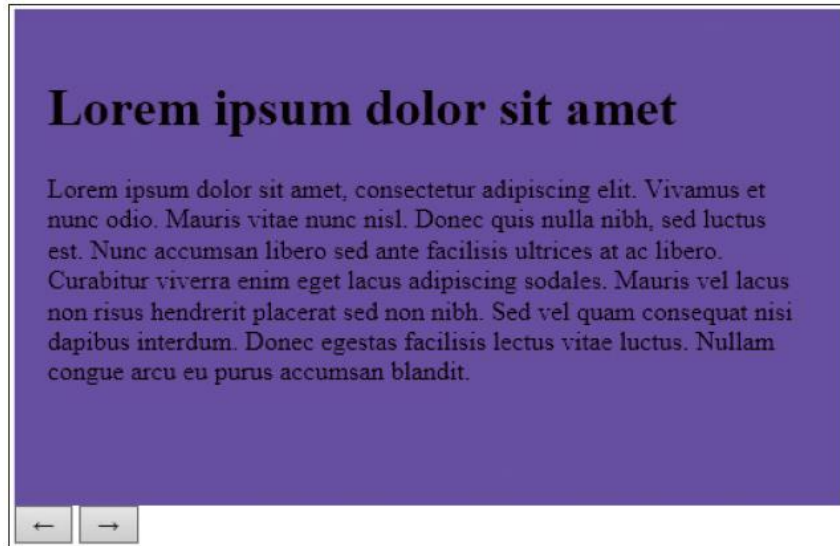 Lorem ipsum dolor sit amet
Lorem ipsum dolor sit amet, consectetur adipiscing elit. Vivamus et
nunc odio. Mauris vitae nunc nisl. Donec quis nulla nibh, sed luctus
est. Nunc accumsan libero sed ante facilisis ultrices at ac libero.
Curabitur viverra enim eget lacus adipiscing sodales. Mauris vel lacus
non risus hendrerit placerat sed non nibh. Sed vel quam consequat nisi
dapibus interdum. Donec egestas facilisis lectus vitae luctus. Nullam
congue arcu eu purus accumsan blandit.
← →